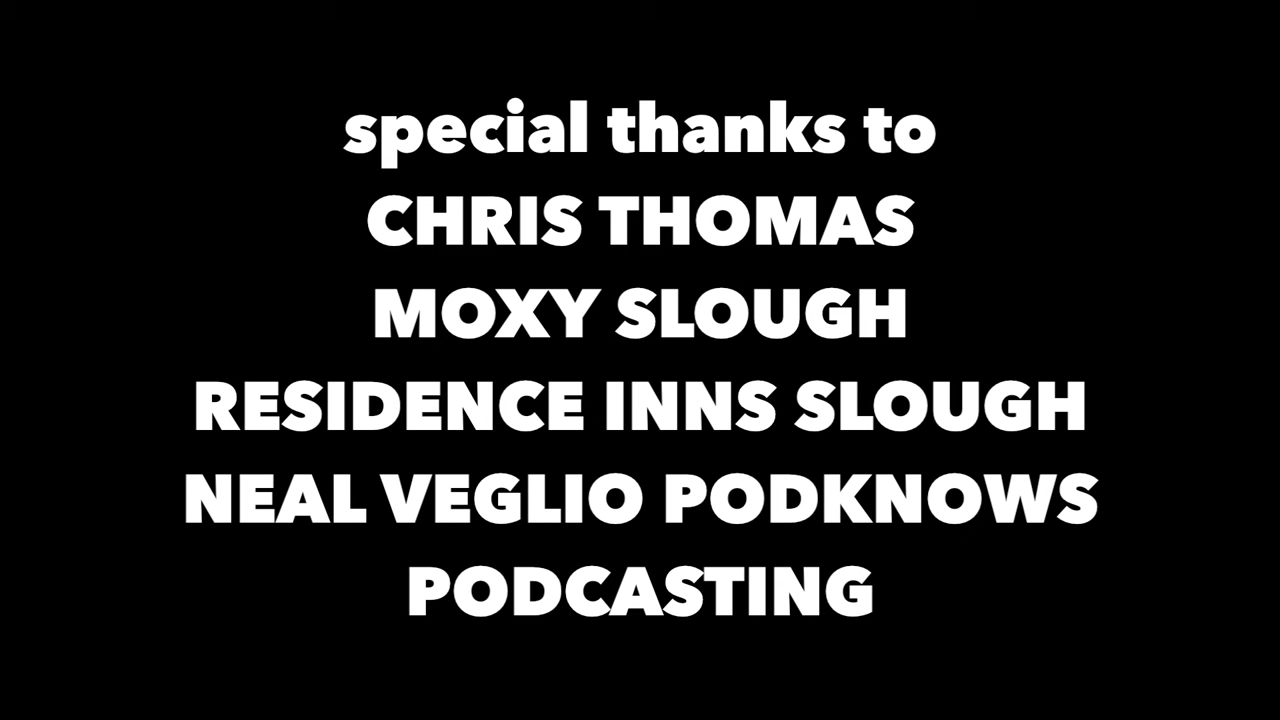 special thanks to
CHRIS THOMAS
MOXY SLOUGH
RESIDENCE INNS SLOUGH
NEAL VEGLIO PODKNOWS
PODCASTING